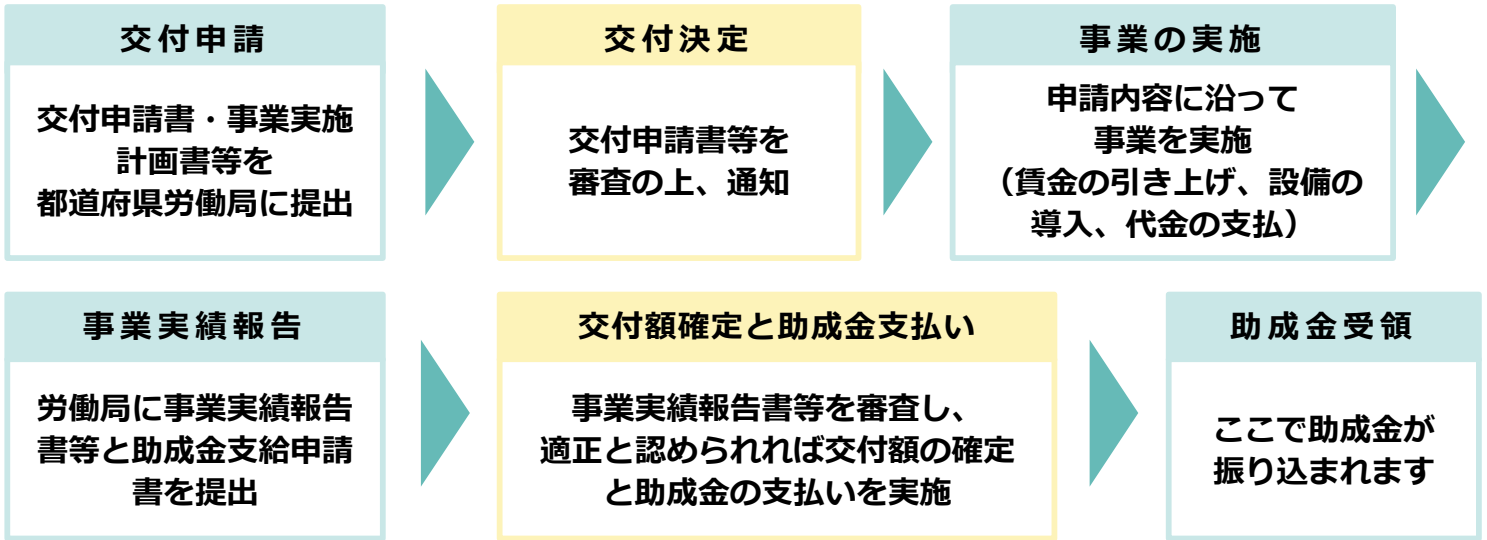 交付申請
交付申請書・事業実施
計画書等を
都道府県労働局に提出
交付決定
交付申請書等を
審査の上、通知
事業の実施
申請内容に沿って
事業を実施
（賃金の引き上げ、設備の
導入、代金の支払）
事業実績報告
労働局に事業実績報告
書等と助成金支給申請
書を提出
交付額確定と助成金支払い
事業実績報告書等を審査し、
適正と認められれば交付額の確定
と助成金の支払いを実施
助成金受領
ここで助成金が
振り込まれます